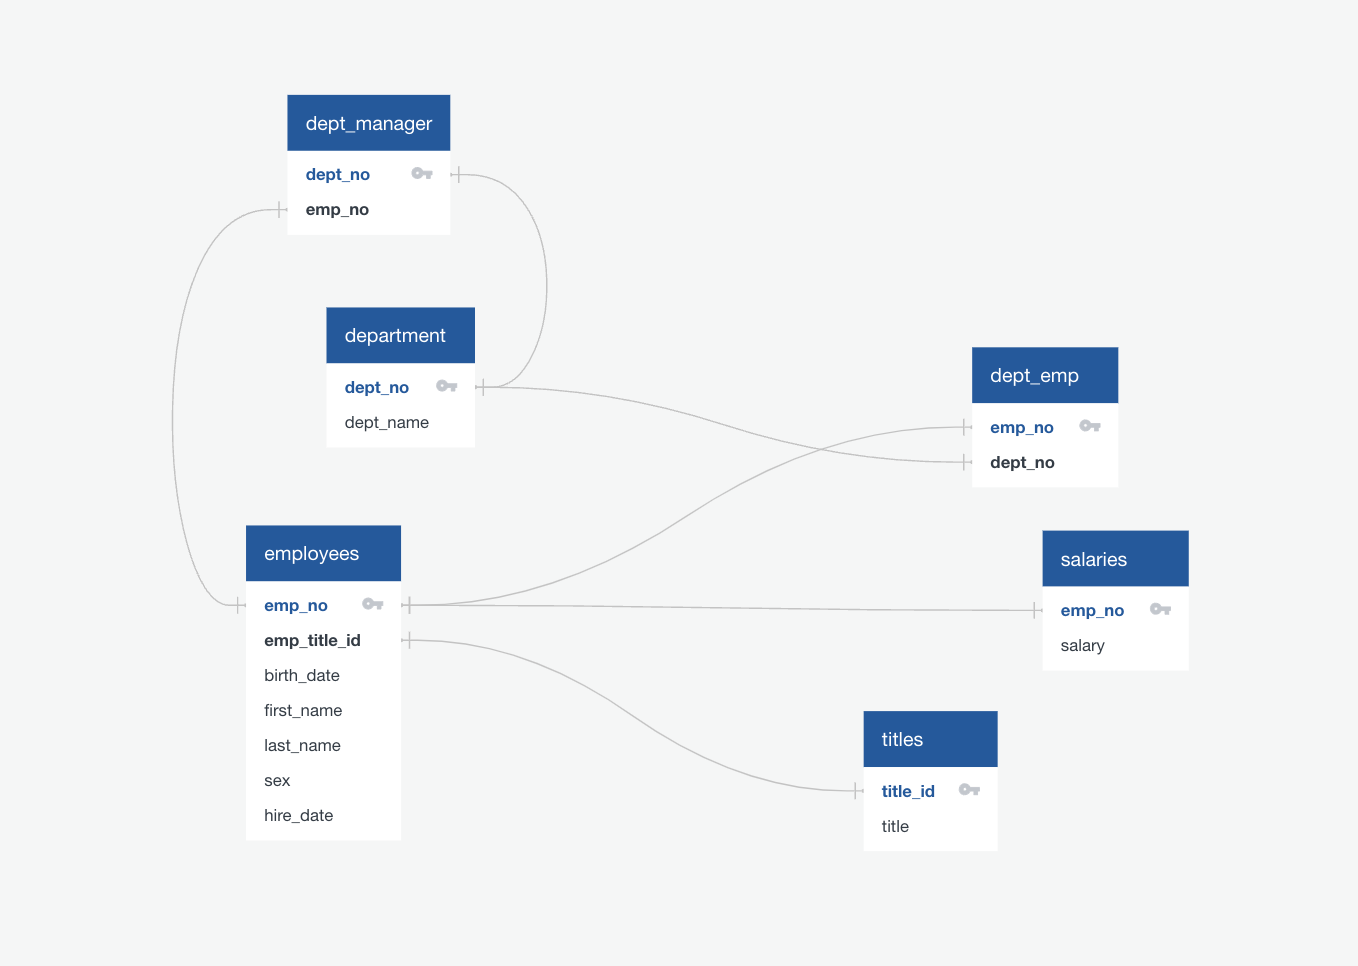 dept_manager
dept_no
emp_no
department
dept_no
dept_name
dept_emp
emp_no
dept_no
employees
emp_no
emp_title_id
birth_date
first_name
last_name
sex
hire_date
salaries
emp_no
salary
titles
title_id
title